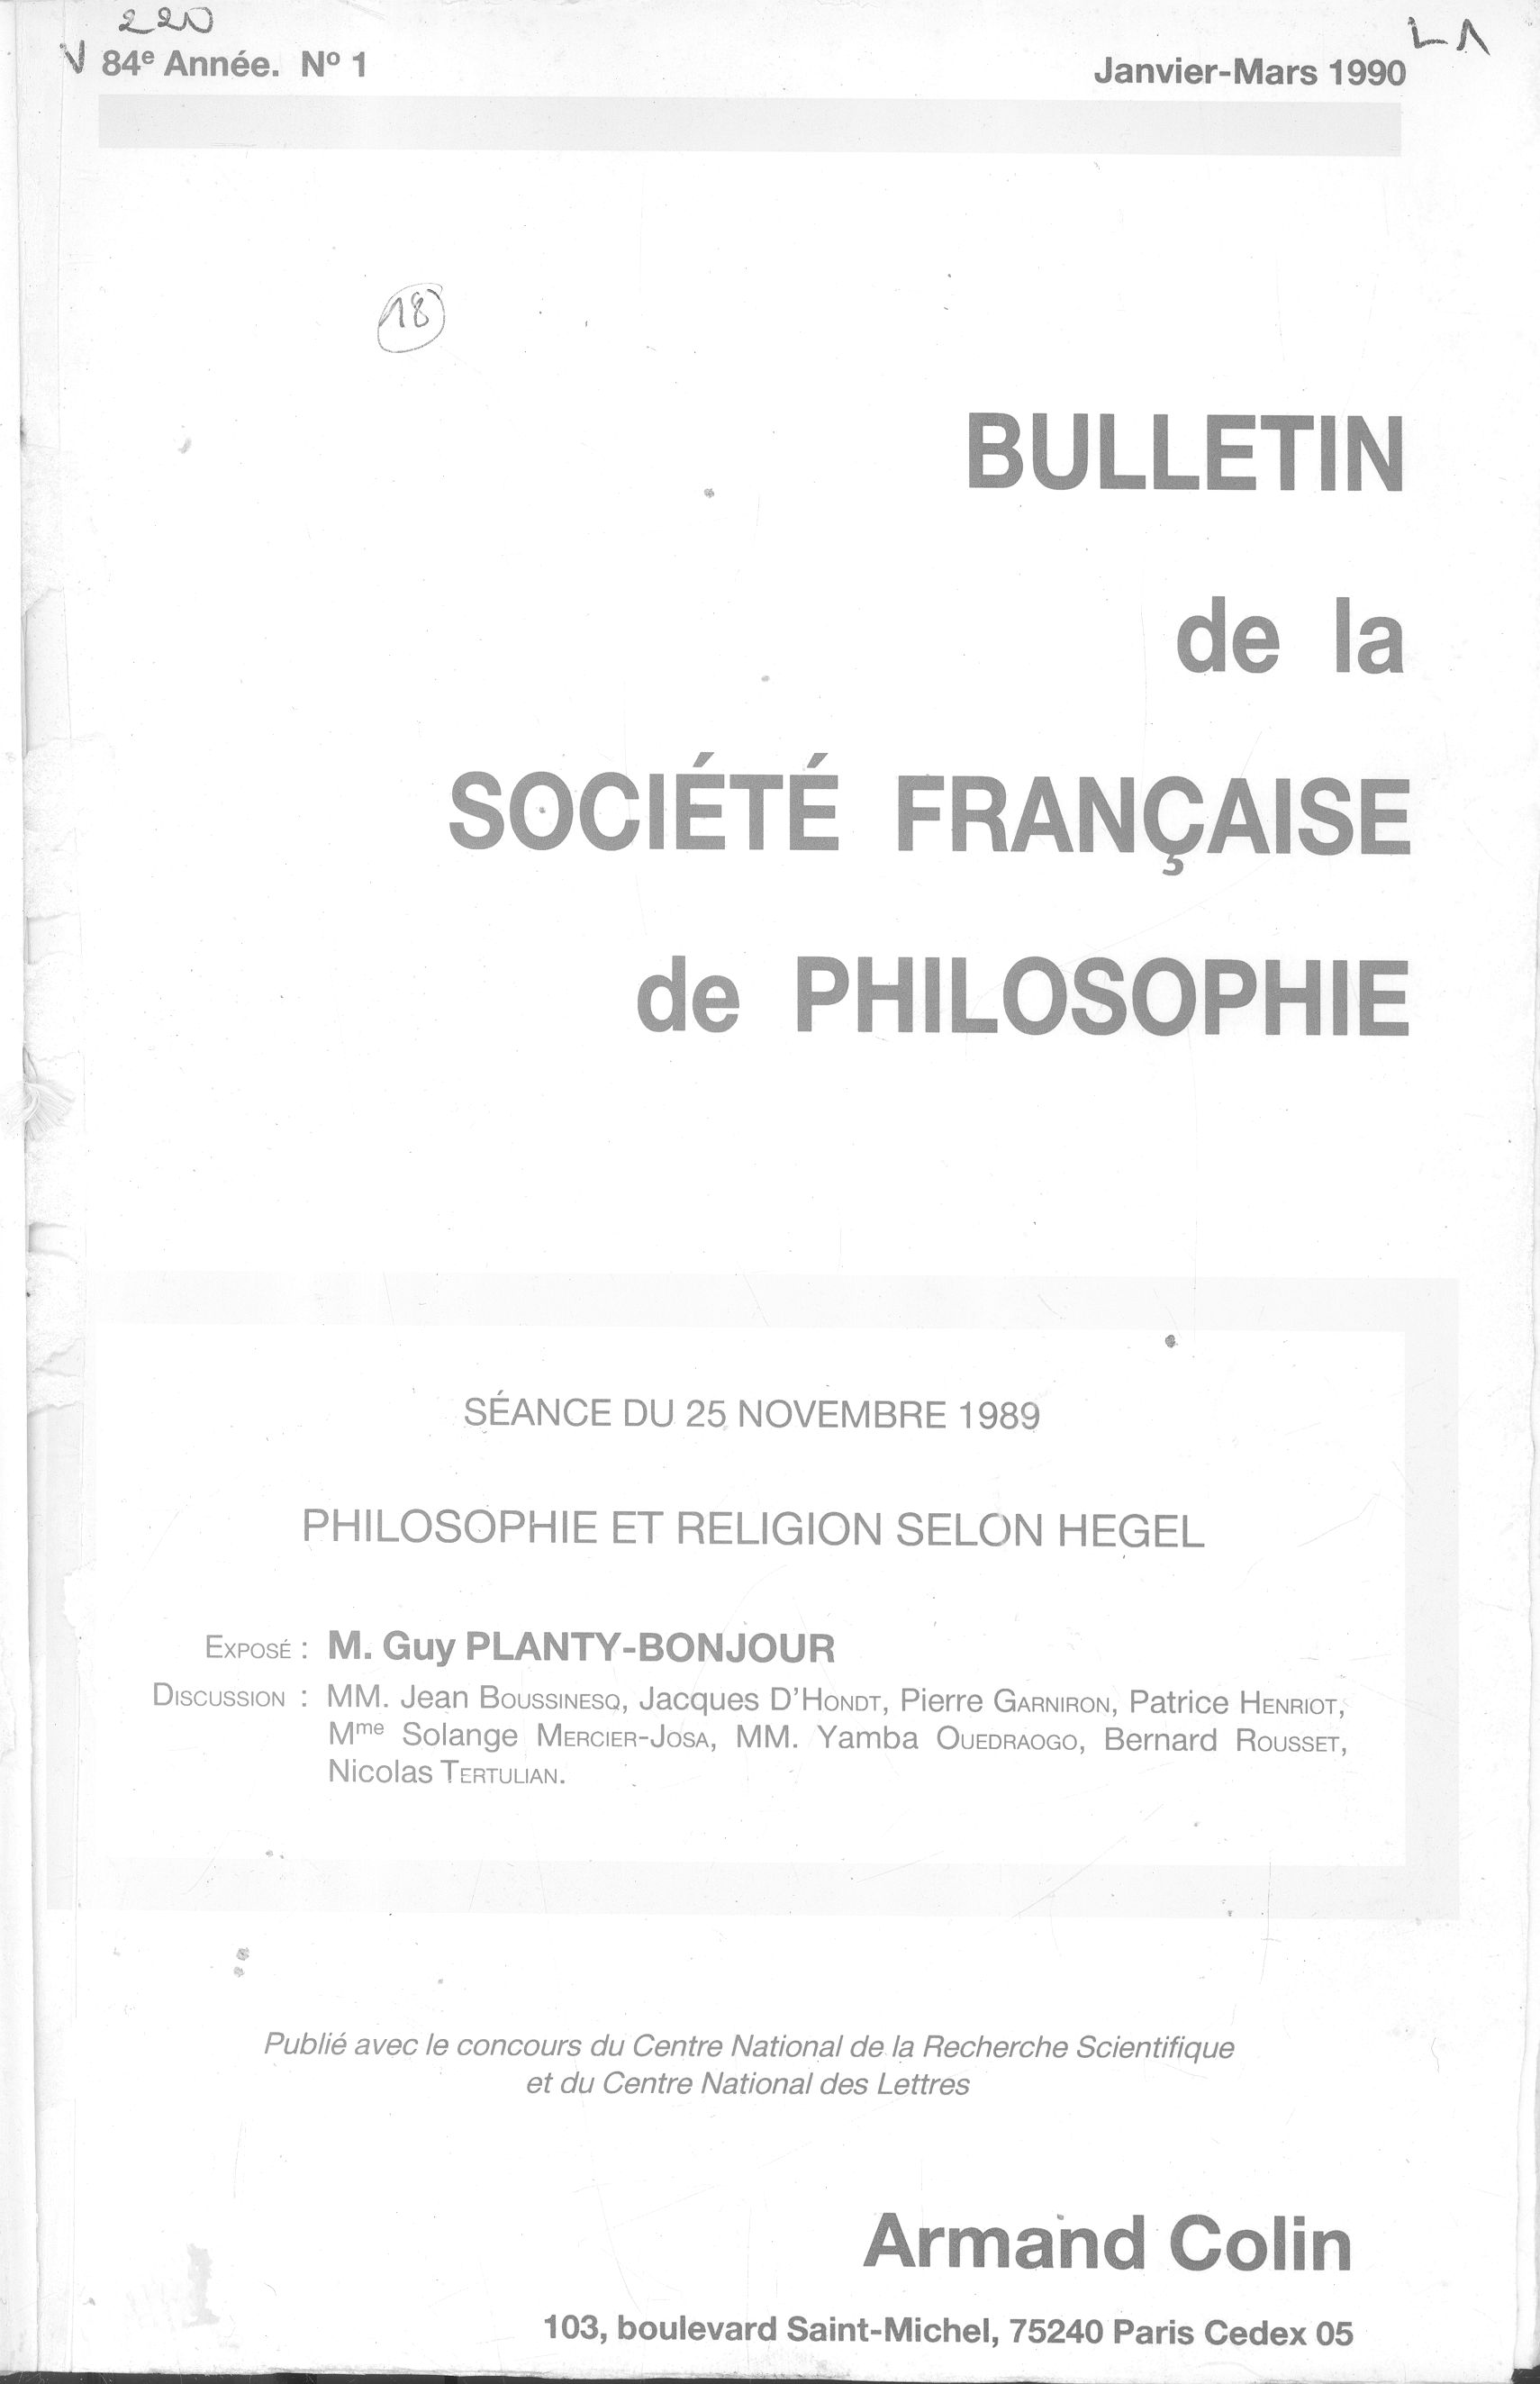 220
V 84e Année. No 1
Janvier-Mars 1990
L1
18
BULLETIN
de la
SOCIÉTÉ FRANÇAISE
de PHILOSOPHIE
SÉANCE DU 25 NOVEMBRE 1989
PHILOSOPHIE ET RELIGION SELON HEGEL
EXPOSÉ : M. Guy PLANTY-BONJOUR
DISCUSSION : MM. Jean BOUSSINESQ, Jacques D'HONDT, Pierre GARNIRON, Patrice HENRIOT,
Mme Solange MERCIER-JOSA, MM. Yamba OUEDRAOGO, Bernard ROUSSET,
Nicolas TERTULIAN.
Publié avec le concours du Centre National de la Recherche Scientifique
et du Centre National des Lettres
Armand Colin
103, boulevard Saint-Michel, 75240 Paris Cedex 05